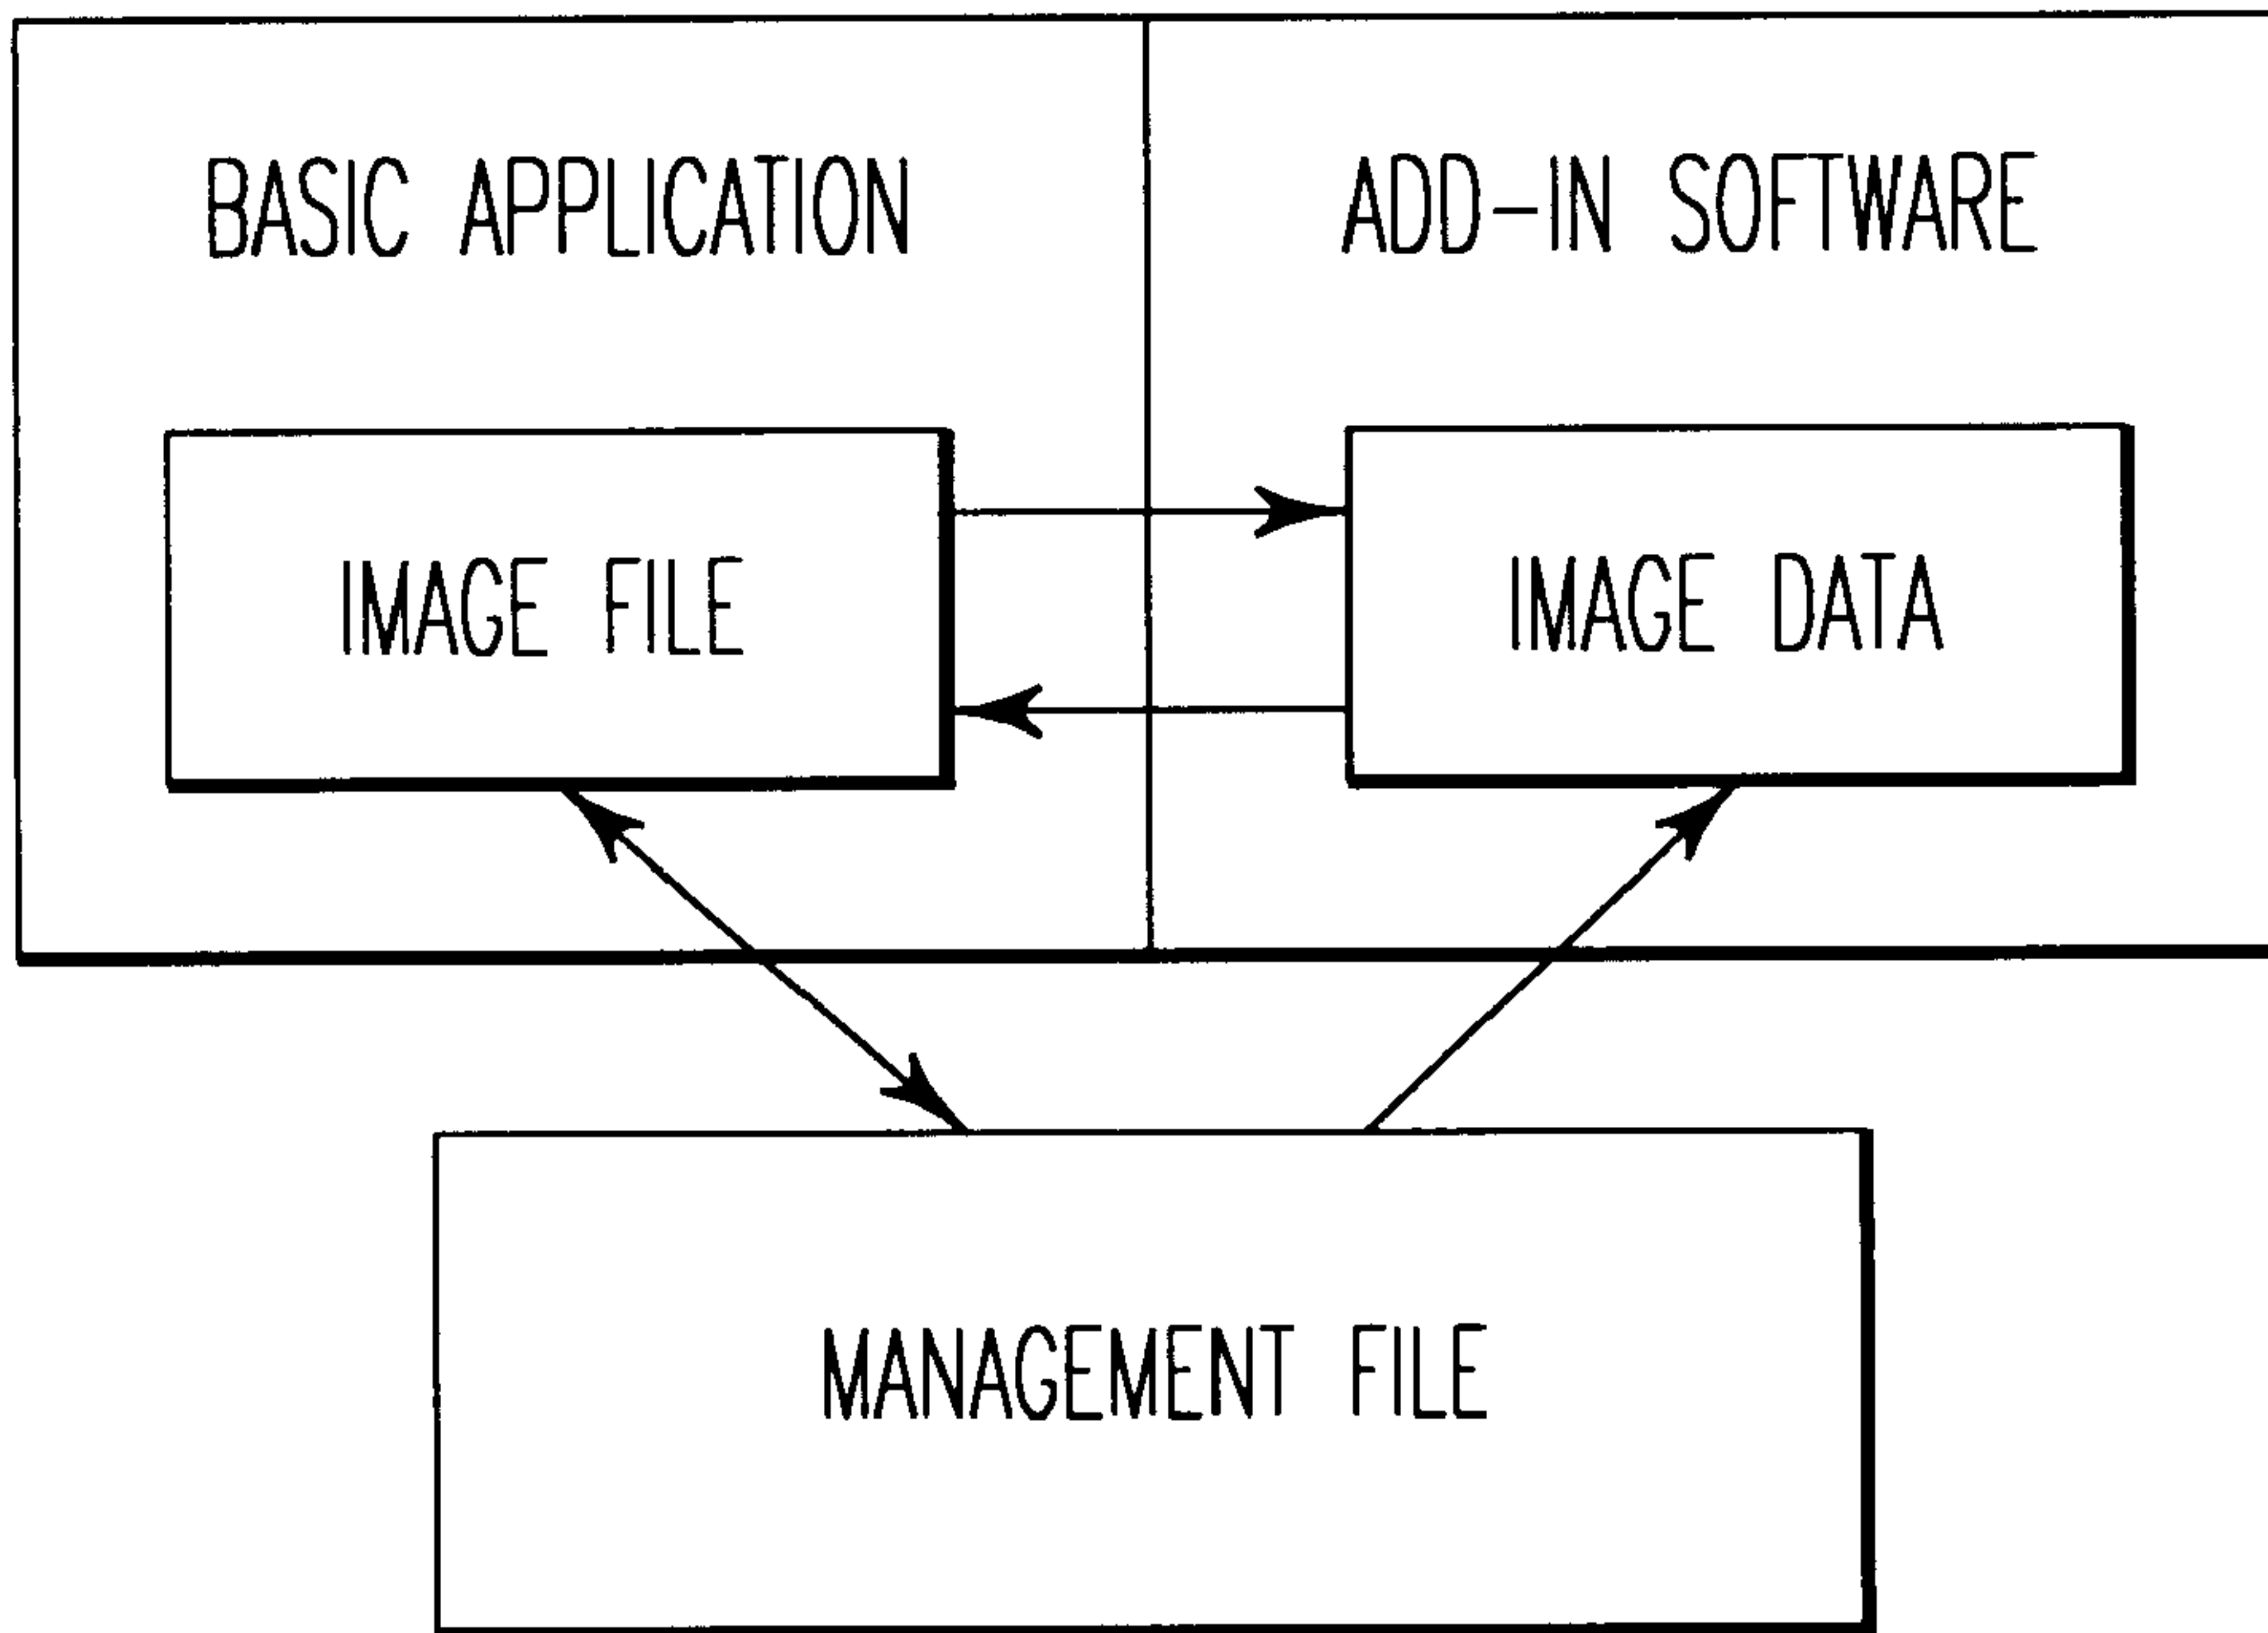 BASIC APPLICATION
ADD-IN SOFTWARE
IMAGE FILE
IMAGE DATA
MANAGEMENT FILE